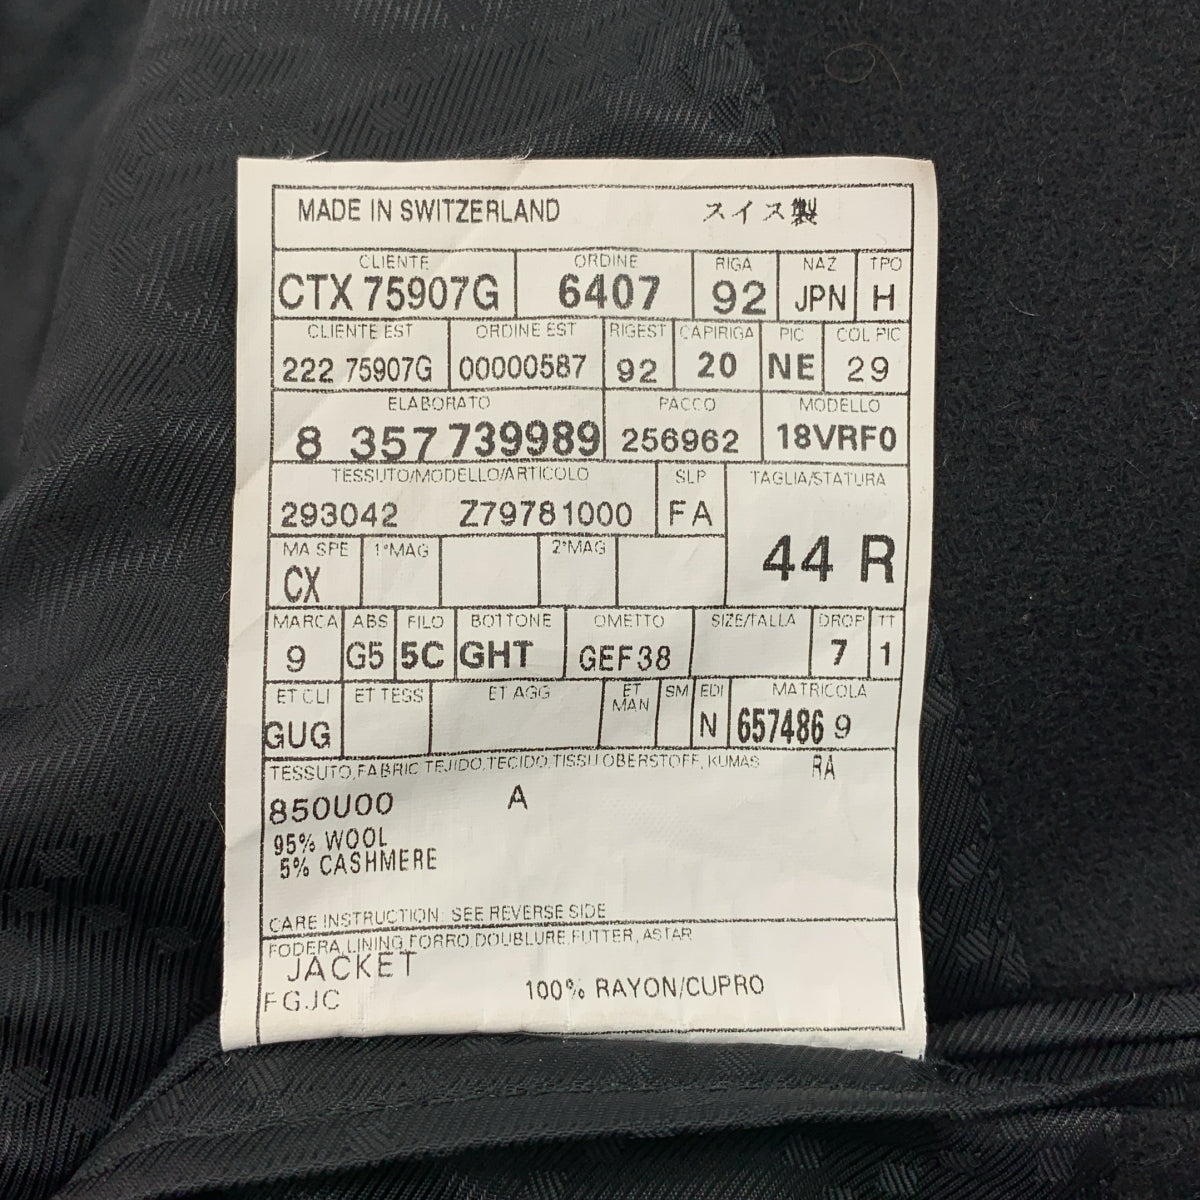 MADE IN SWITZERLAND スイス製
CLIENTE ORDINE RIGA NAZ TPO
CTX 75907G 6407 92 JPN H
CLIENTE EST ORDINE EST RIGEST CAPIRIGA PIC COL PIC
222 75907G 00000587 92 20 NE 29
ELABORATO PACCO MODELLO
8 357 739989 256962 18VRF0
TESSUTO/MODELLO/ARTICOLO SLP TAGLIA/STATURA
293042 Z79781000 FA 44 R
MA SPE 1°MAG 2°MAG
CX
MARCA ABS FILO BOTTONE OMETTO SIZE/TALLA DROP TT
9 G5 5C GHT GEF38 7 1
ET CLI ET TESS ET AGG ET MAN SM EDI MATRICOLA
GUG N 657486 9
TESSUTO,FABRIC TEJIDO,TECIDO,TISSU OBERSTOFF, KUMAS RA
850U00 A
95% WOOL
5% CASHMERE
CARE INSTRUCTION: SEE REVERSE SIDE
FODERA,LINING,FORRO,DOUBLURE,FUTTER, ASTAR
JACKET
FGJC 100% RAYON/CUPRO